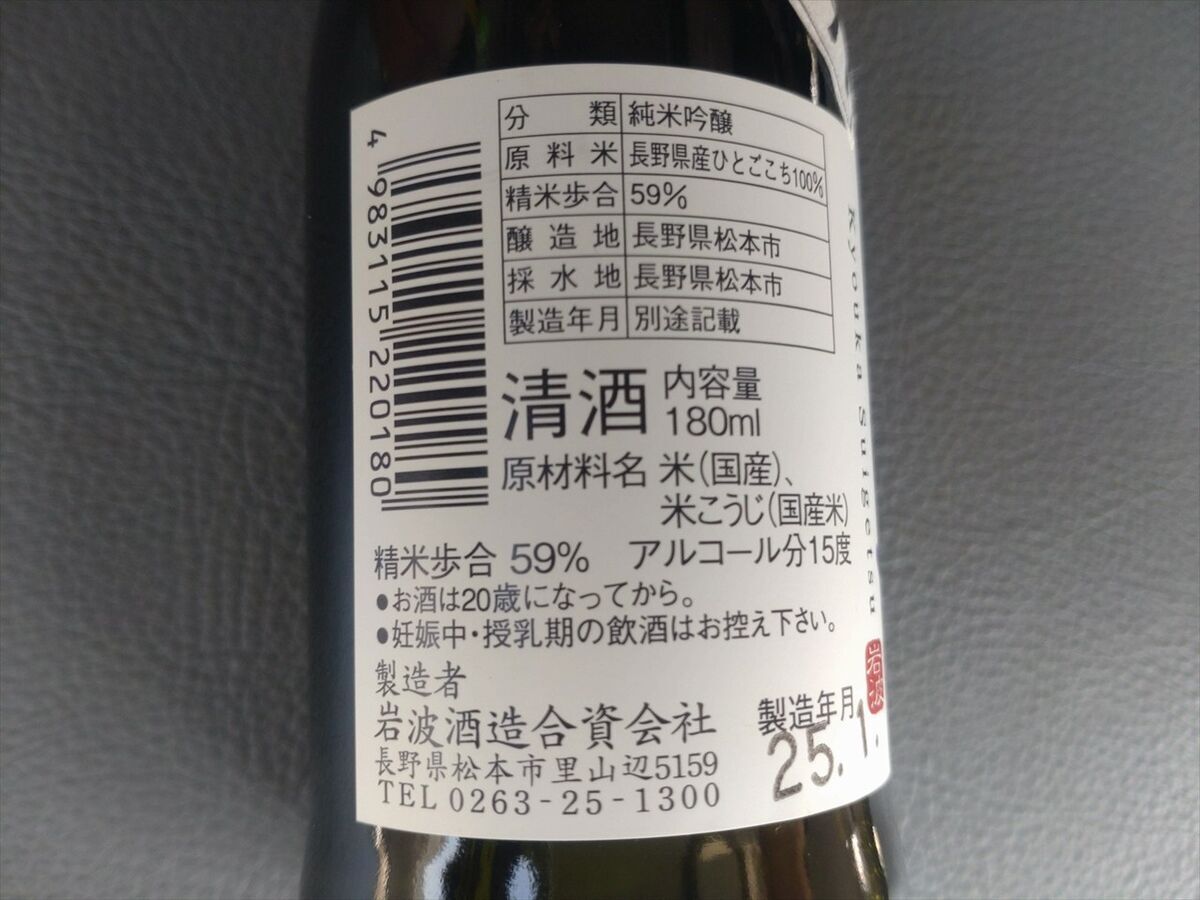 分類 純米吟醸
原料米 長野県産ひとごこち100%
精米歩合 59%
醸造地 長野県松本市
採水地 長野県松本市
製造年月 別途記載
4 983115 220180
清酒 内容量
180ml
原材料名 米(国産)、
米こうじ(国産米)
精米歩合 59% アルコール分15度
●お酒は20歳になってから。
●妊娠中・授乳期の飲酒はお控え下さい。
製造者
岩波酒造合資会社
長野県松本市里山辺5159
TEL 0263-25-1300
製造年月
25.1.
Kyouka Suigetsu
岩波